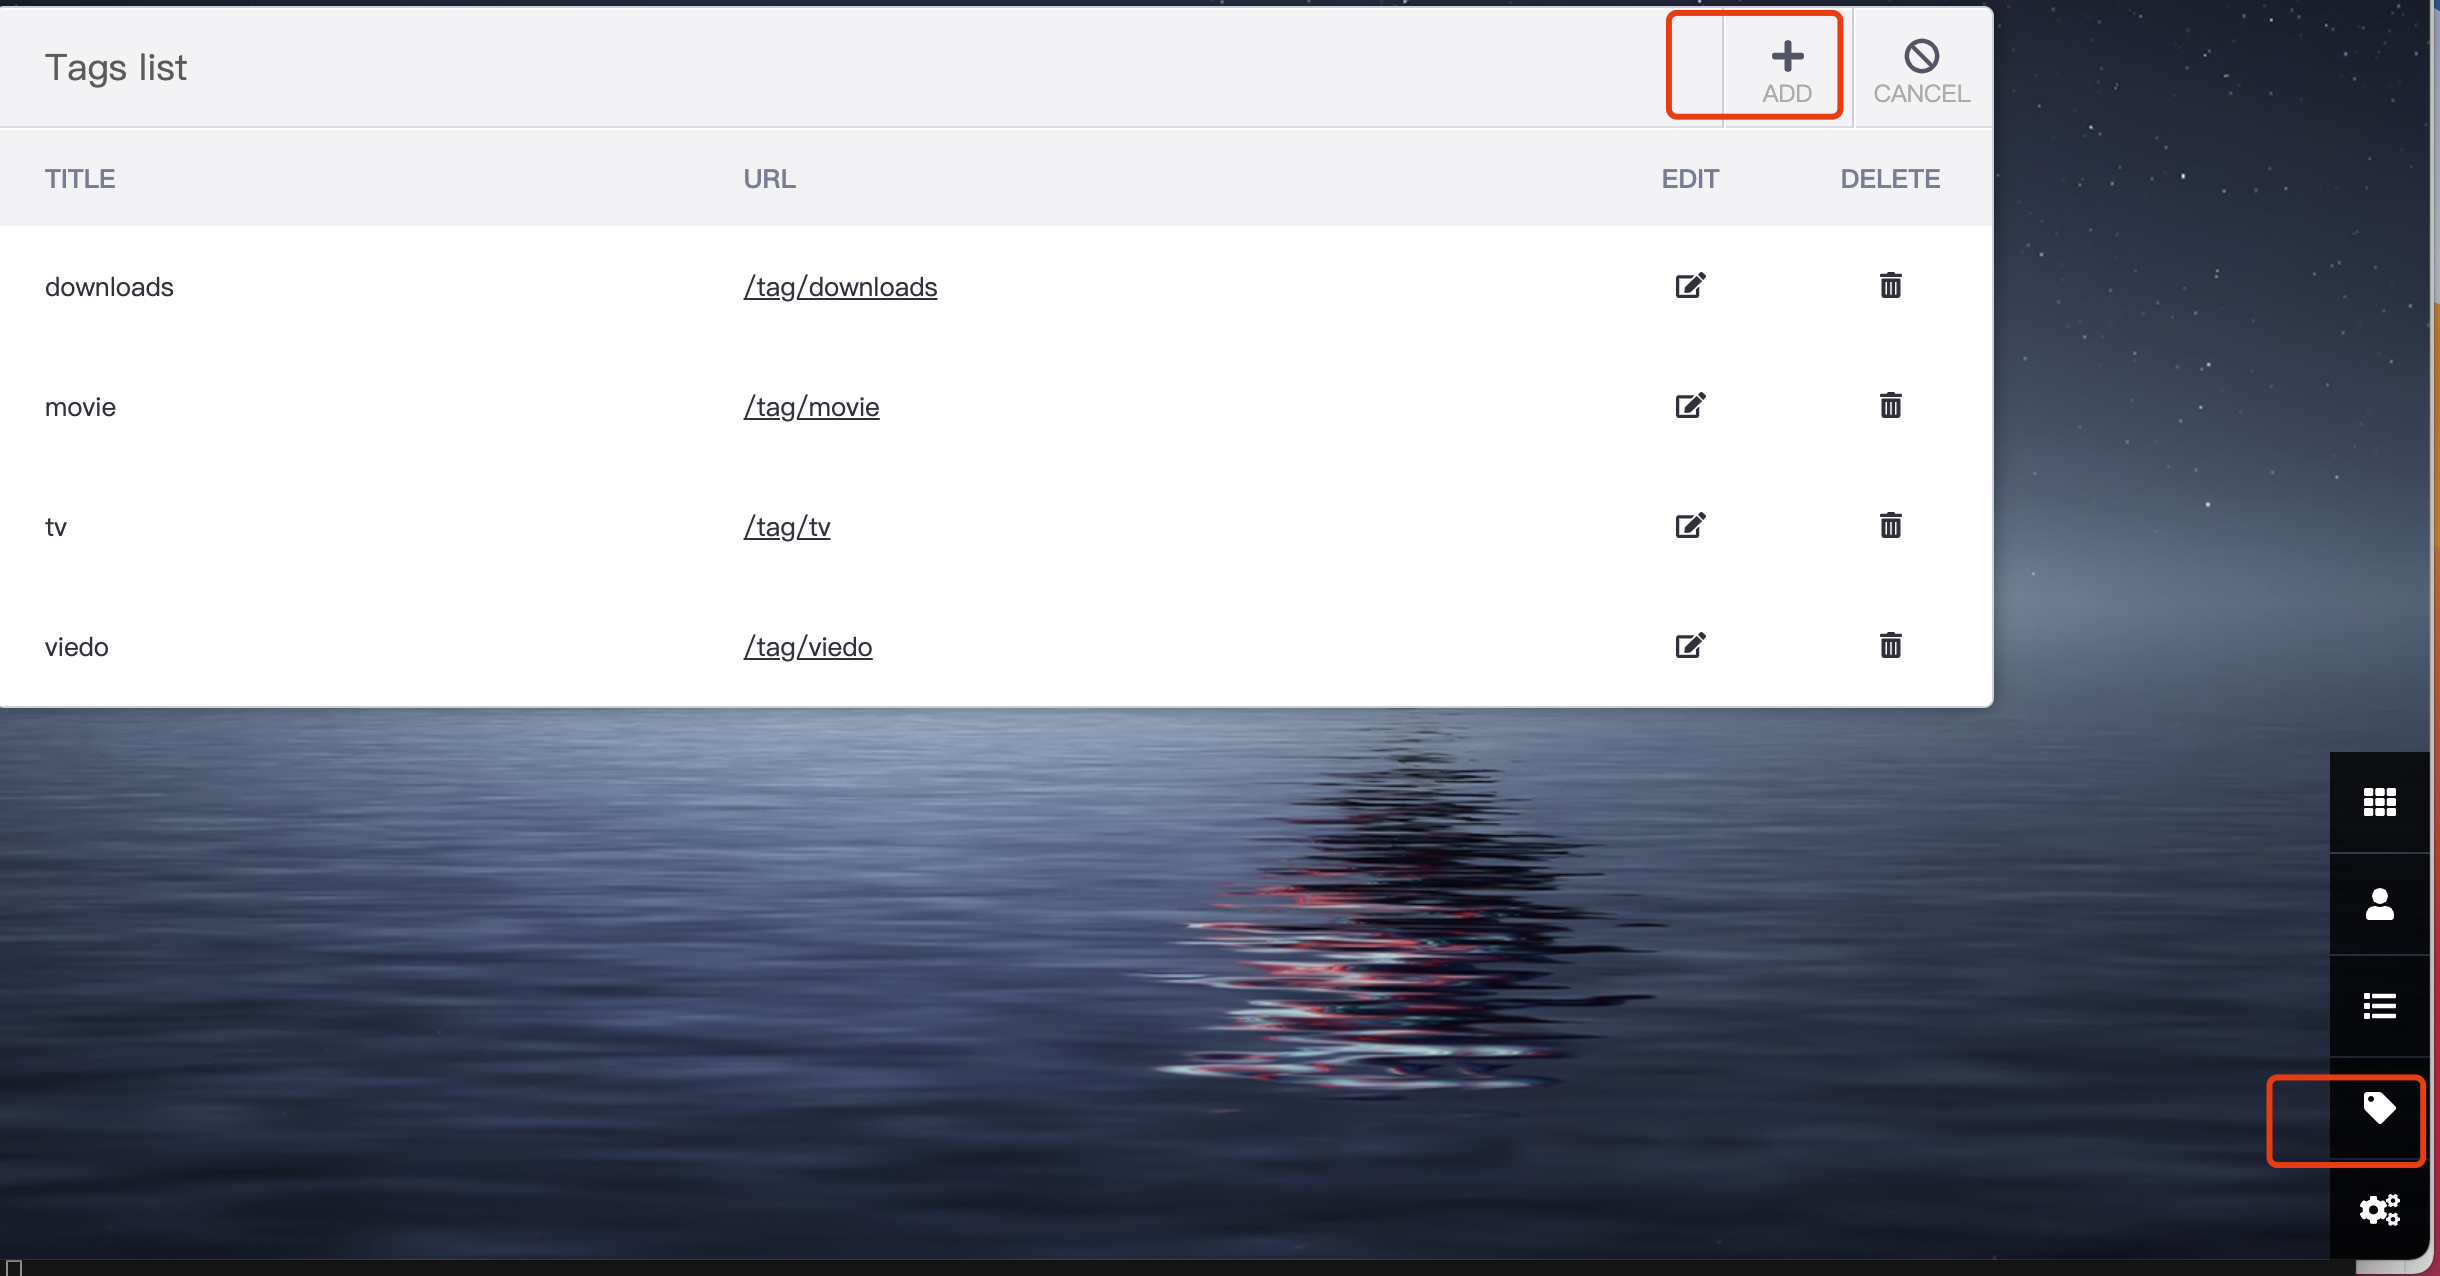 Tags list
ADD
CANCEL
TITLE URL EDIT DELETE
downloads /tag/downloads
movie /tag/movie
tv /tag/tv
viedo /tag/viedo